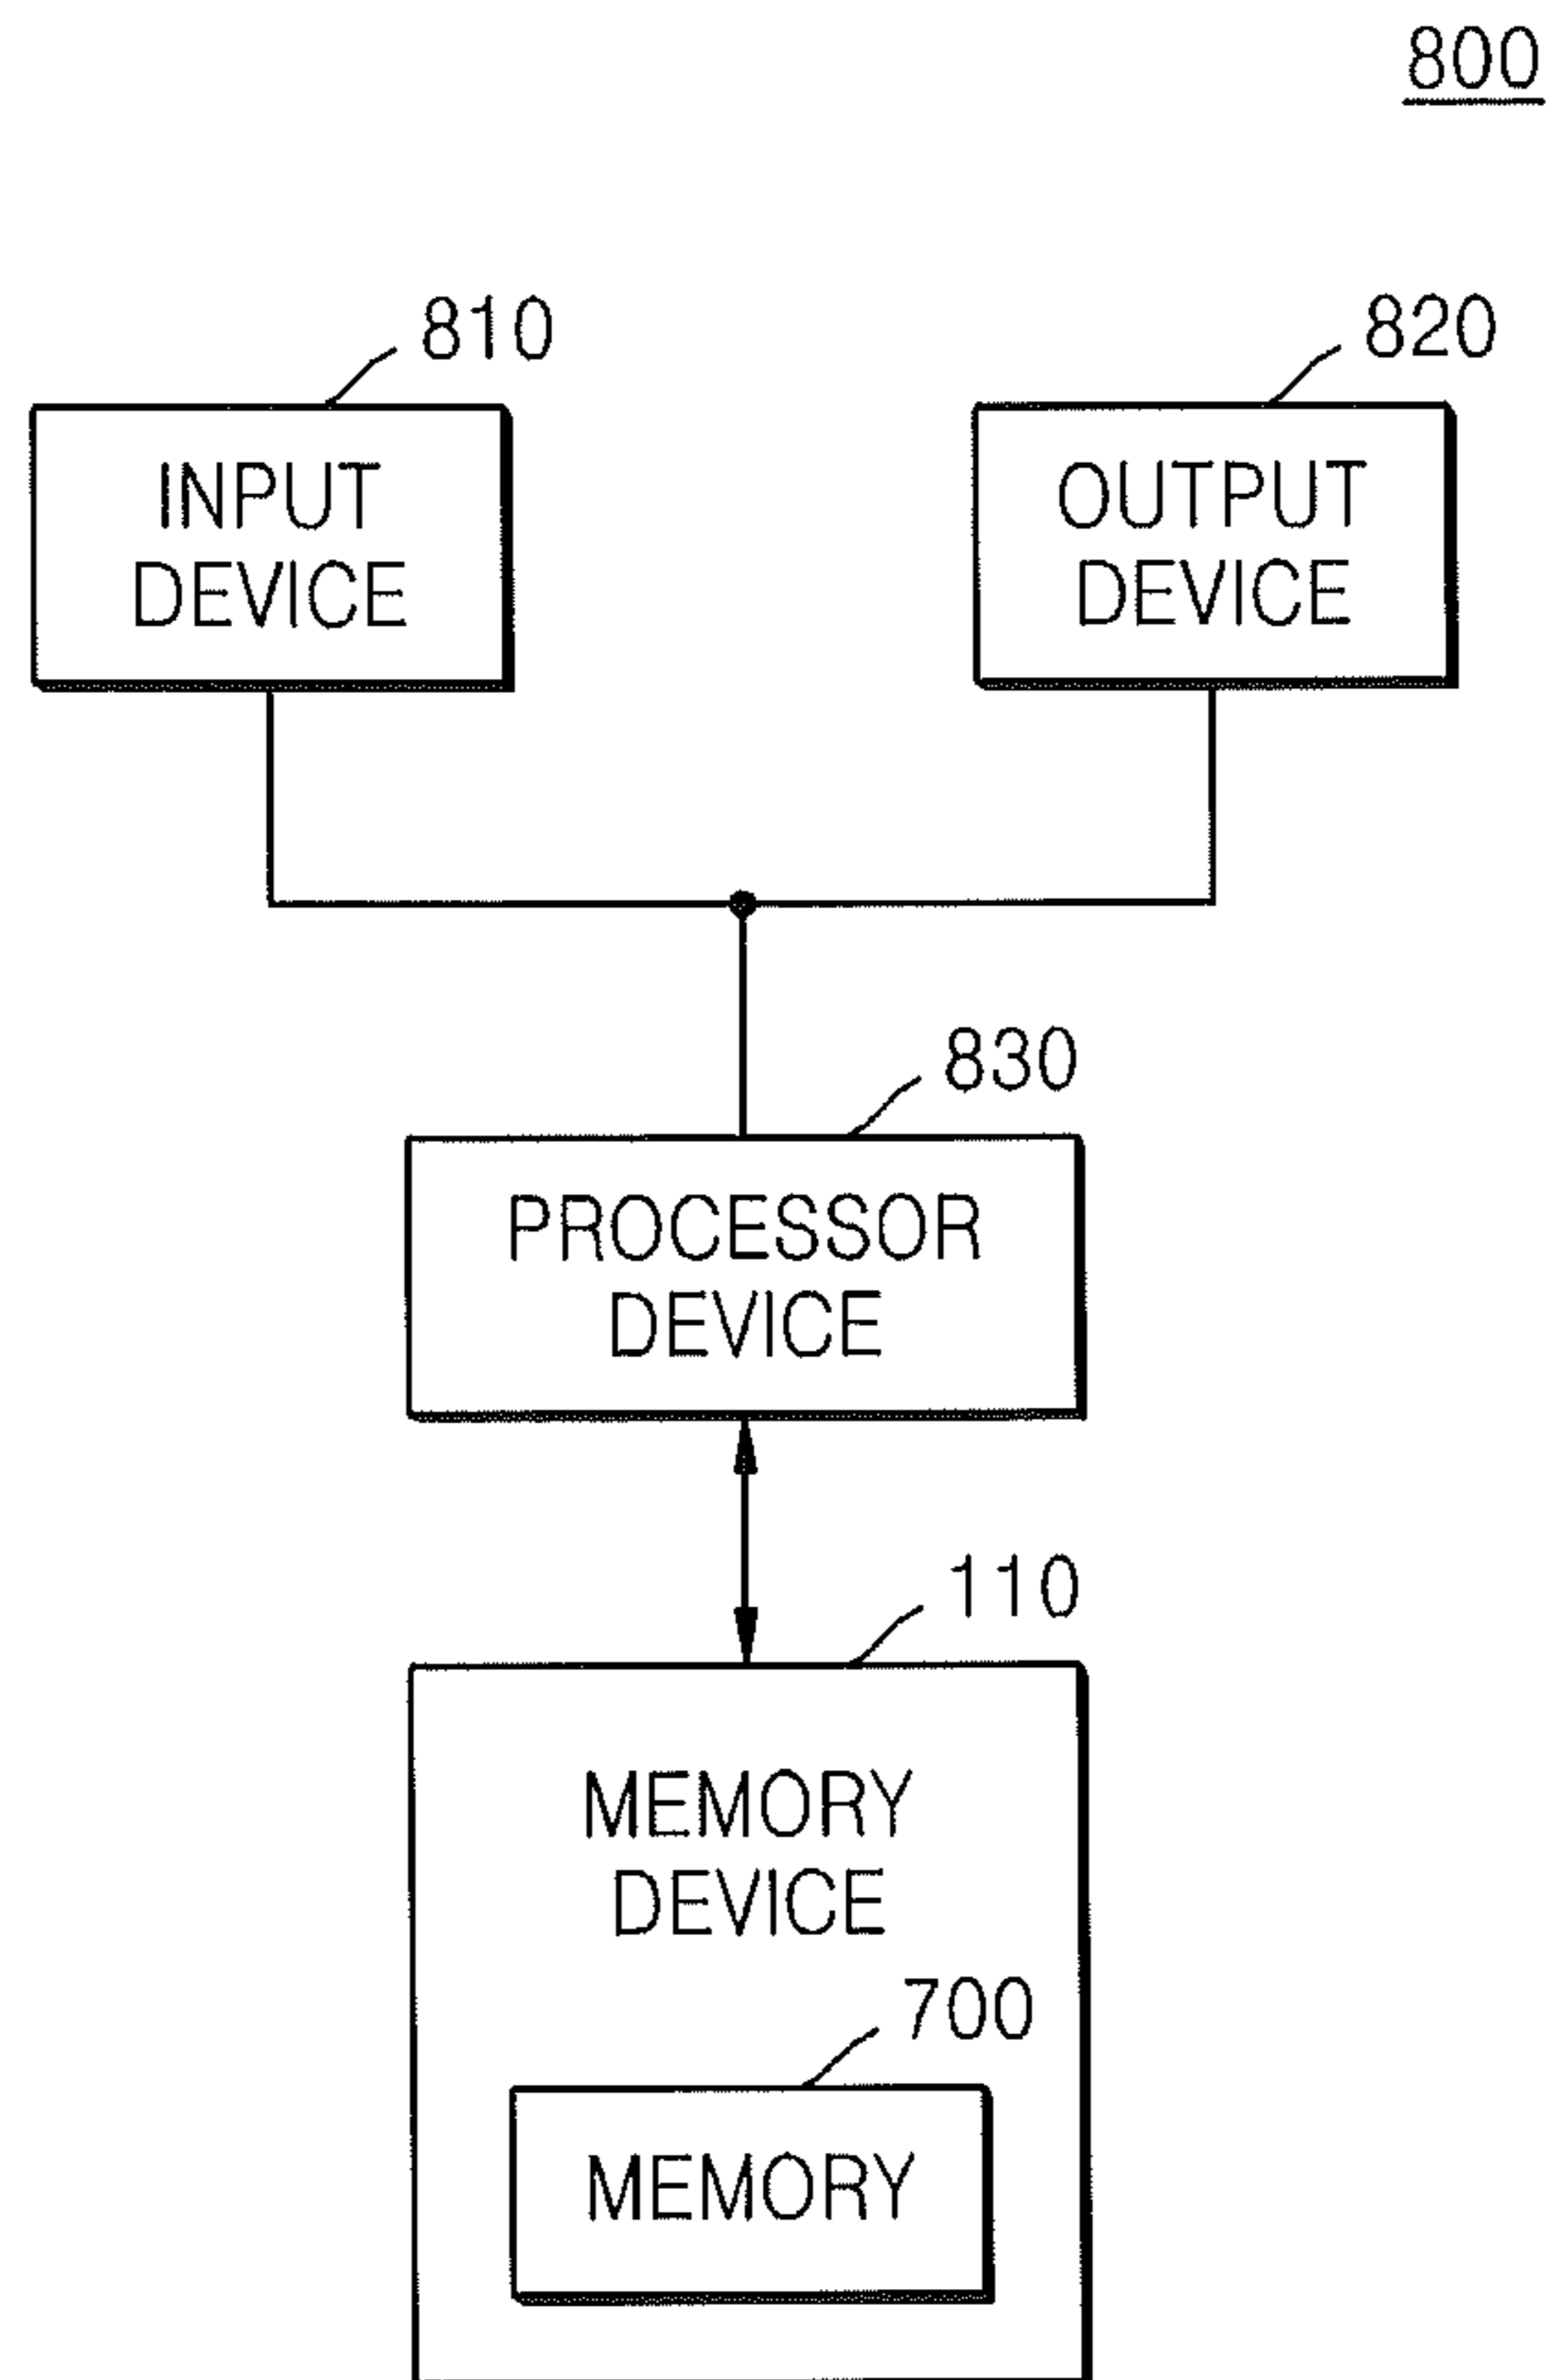 800
810
820
INPUT
DEVICE
OUTPUT
DEVICE
830
PROCESSOR
DEVICE
110
MEMORY
DEVICE
700
MEMORY